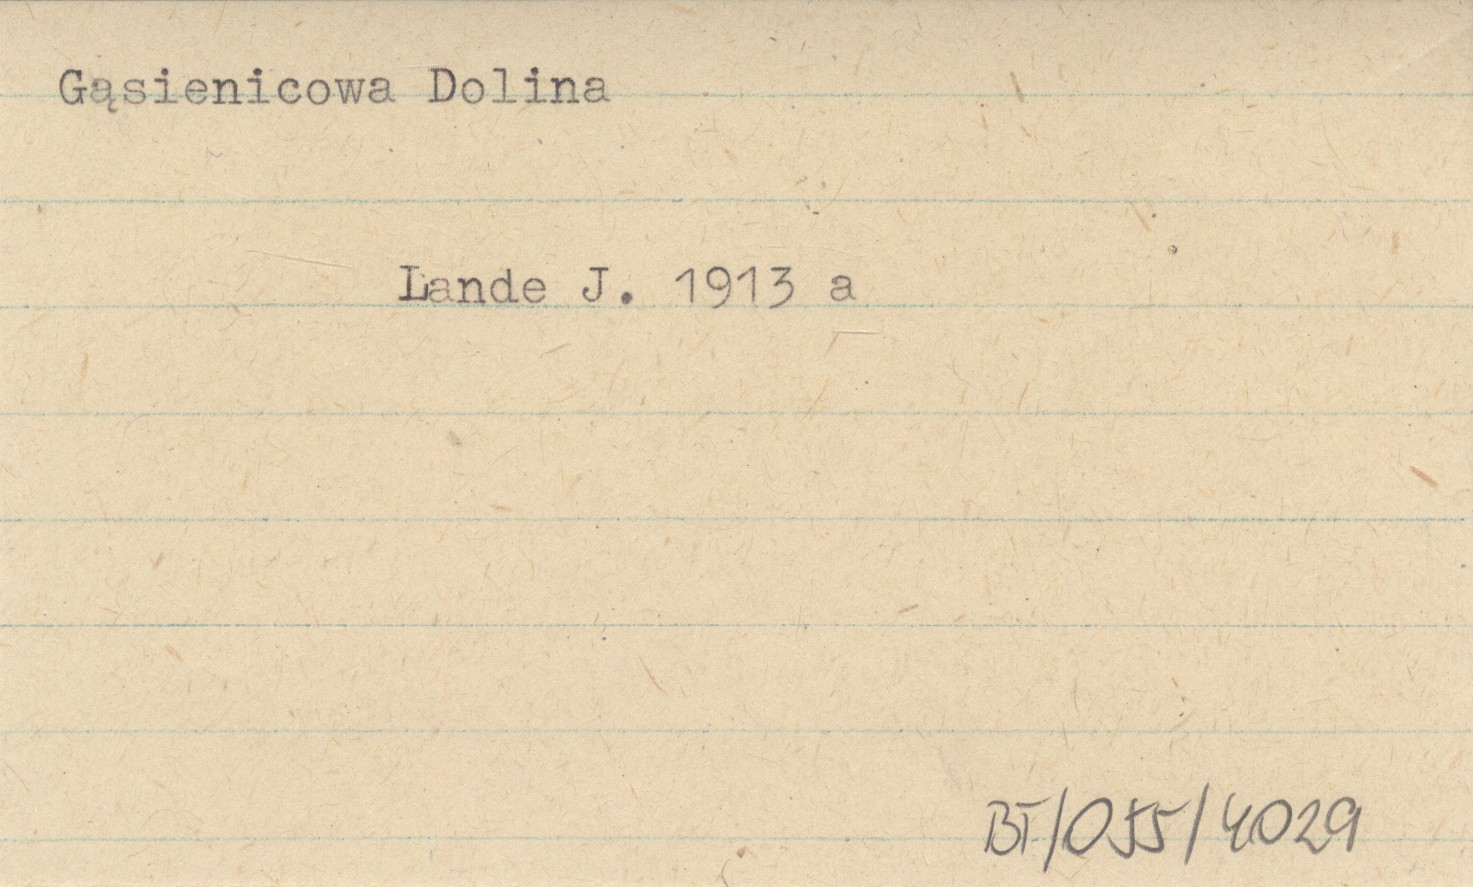 Gąsienicowa Dolina
Lande J. 1913 a
BT/055/4029